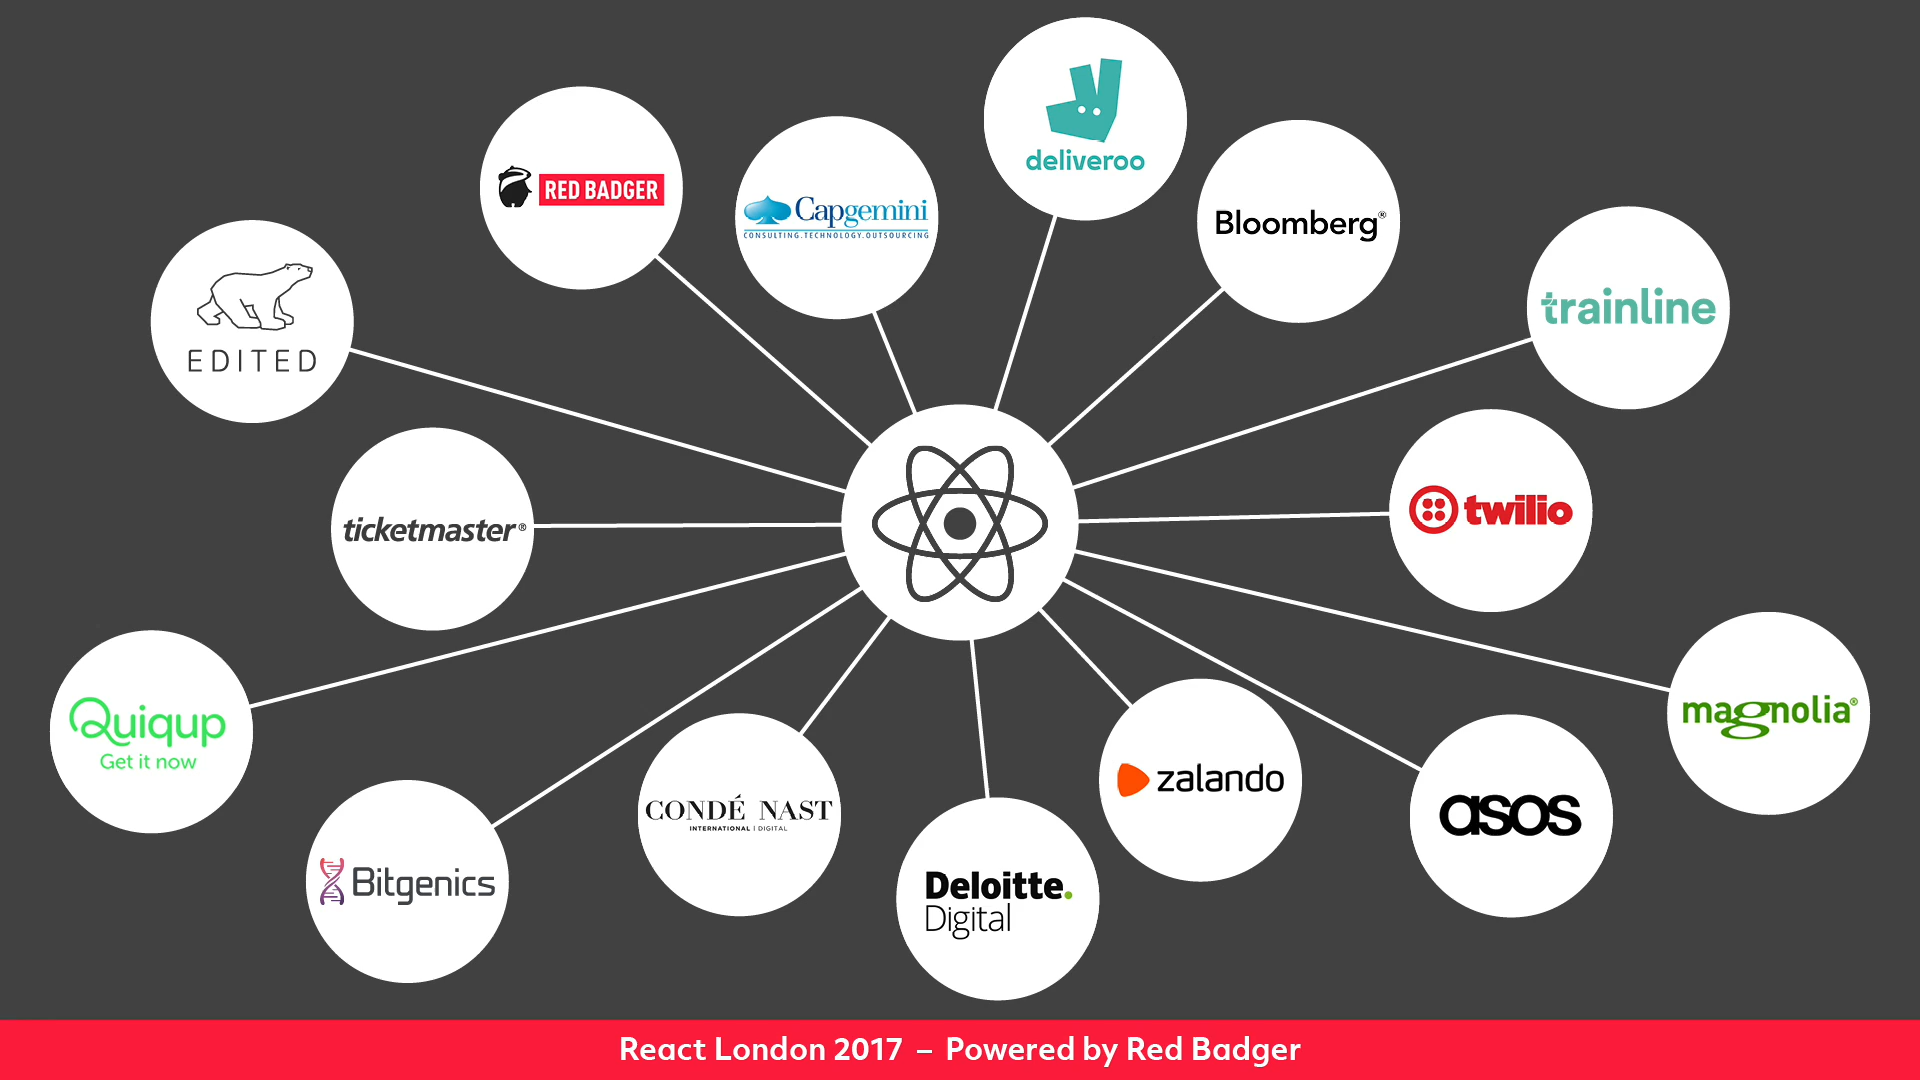 deliveroo
RED BADGER
Capgemini
CONSULTING.TECHNOLOGY.OUTSOURCING
Bloomberg®
trainline
EDITED
ticketmaster®
twilio
Quiqup
Get it now
magnolia®
CONDÉ NAST
INTERNATIONAL | DIGITAL
zalando
asos
Bitgenics
Deloitte.
Digital
React London 2017 – Powered by Red Badger